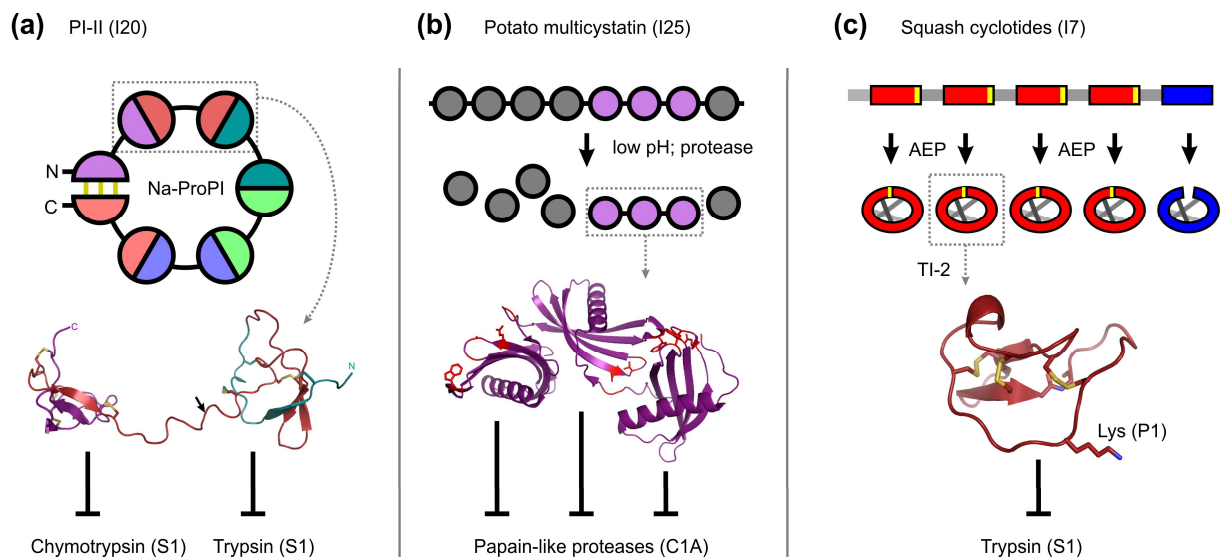 (a) PI-II (I20)
N
C
Na-ProPI
C
N
Chymotrypsin (S1)
Trypsin (S1)
(b) Potato multicystatin (I25)
low pH; protease
Papain-like proteases (C1A)
(c) Squash cyclotides (I7)
AEP
AEP
TI-2
Lys (P1)
Trypsin (S1)